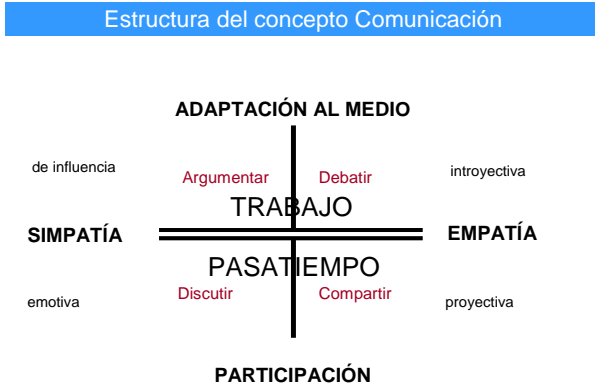 Estructura del concepto Comunicación
ADAPTACIÓN AL MEDIO
de influencia
Argumentar
Debatir
introyectiva
TRABAJO
SIMPATÍA
EMPATÍA
PASATIEMPO
emotiva
Discutir
Compartir
proyectiva
PARTICIPACIÓN